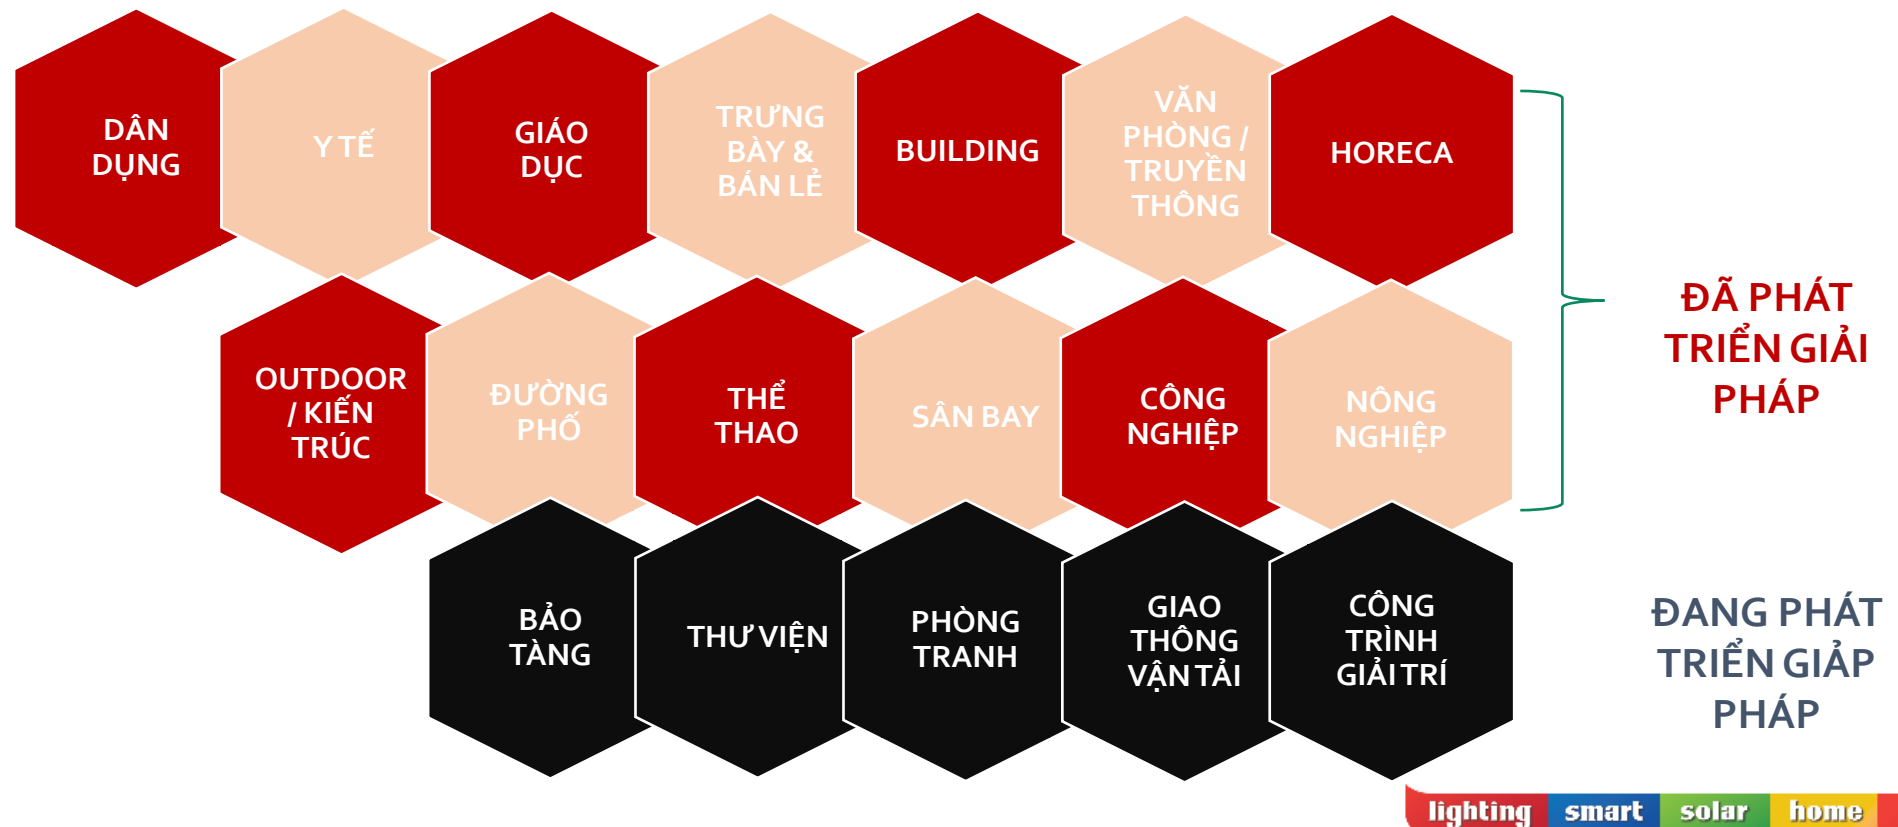 DÂN
DỤNG
Y TẾ
GIÁO
DỤC
TRƯNG
BÀY &
BÁN LẺ
BUILDING
VĂN
PHÒNG /
TRUYỀN
THÔNG
HORECA
OUTDOOR
/ KIẾN
TRÚC
ĐƯỜNG
PHỐ
THỂ
THAO
SÂN BAY
CÔNG
NGHIỆP
NÔNG
NGHIỆP
ĐÃ PHÁT
TRIỂN GIẢI
PHÁP
BẢO
TÀNG
THƯ VIỆN
PHÒNG
TRANH
GIAO
THÔNG
VẬN TẢI
CÔNG
TRÌNH
GIẢI TRÍ
ĐANG PHÁT
TRIỂN GIẢP
PHÁP
lighting smart solar home